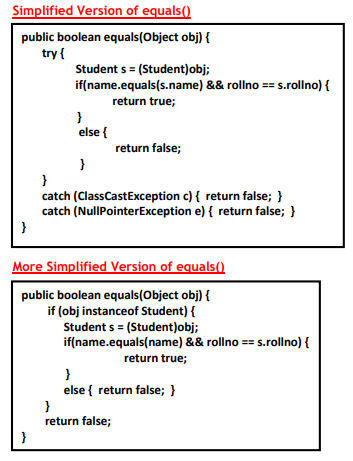 Simplified Version of equals()
public boolean equals(Object obj) {
try {
Student s = (Student)obj;
if(name.equals(s.name) && rollno == s.rollno) {
return true;
}
else {
return false;
}
}
catch (ClassCastException c) { return false; }
catch (NullPointerException e) { return false; }
}
More Simplified Version of equals()
public boolean equals(Object obj) {
if (obj instanceof Student) {
Student s = (Student)obj;
if(name.equals(name) && rollno == s.rollno) {
return true;
}
else { return false; }
}
return false;
}